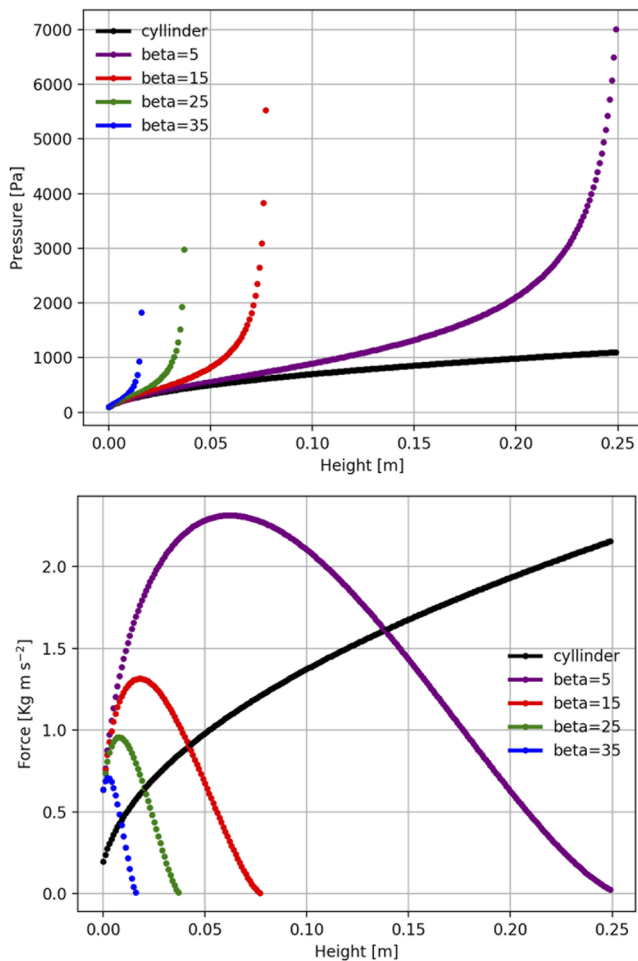 7000
6000
5000
4000
3000
2000
1000
0
Pressure [Pa]
cyllinder
beta=5
beta=15
beta=25
beta=35
0.00 0.05 0.10 0.15 0.20 0.25
Height [m]
2.0
1.5
1.0
0.5
0.0
Force [Kg m s⁻²]
cyllinder
beta=5
beta=15
beta=25
beta=35
0.00 0.05 0.10 0.15 0.20 0.25
Height [m]